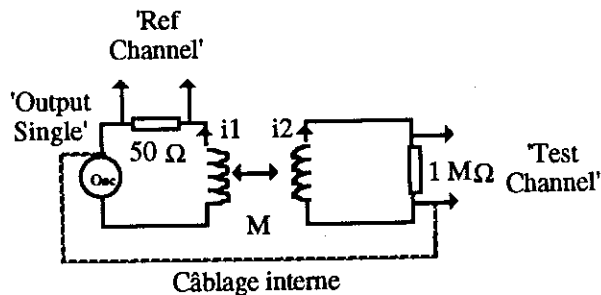 'Ref
Channel'
'Output
Single'
50 Ω
i1
i2
Osc
M
1 MΩ
'Test
Channel'
Câblage interne